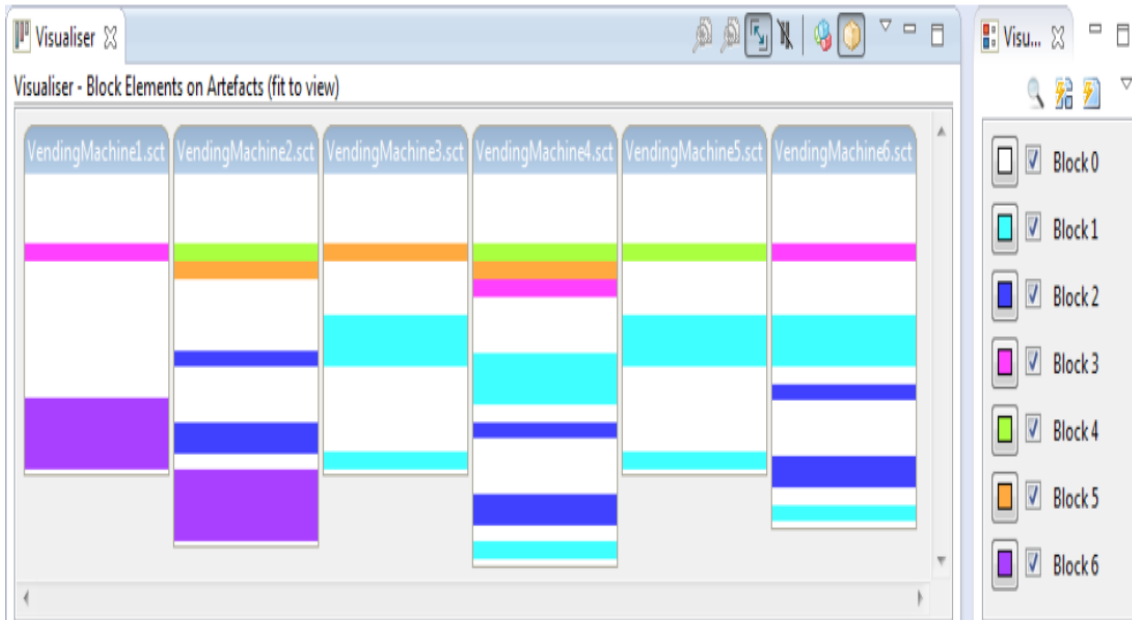 Visualiser
Visu...
Visualiser - Block Elements on Artefacts (fit to view)
VendingMachine1.sct VendingMachine2.sct VendingMachine3.sct VendingMachine4.sct VendingMachine5.sct VendingMachine6.sct
Block 0
Block 1
Block 2
Block 3
Block 4
Block 5
Block 6